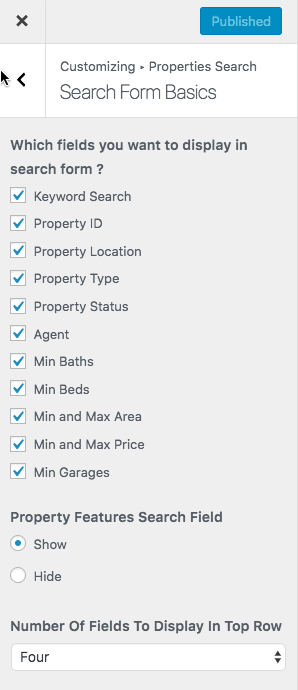 Published
Customizing ▸ Properties Search
Search Form Basics
Which fields you want to display in
search form ?
Keyword Search
Property ID
Property Location
Property Type
Property Status
Agent
Min Baths
Min Beds
Min and Max Area
Min and Max Price
Min Garages
Property Features Search Field
Show
Hide
Number Of Fields To Display In Top Row
Four